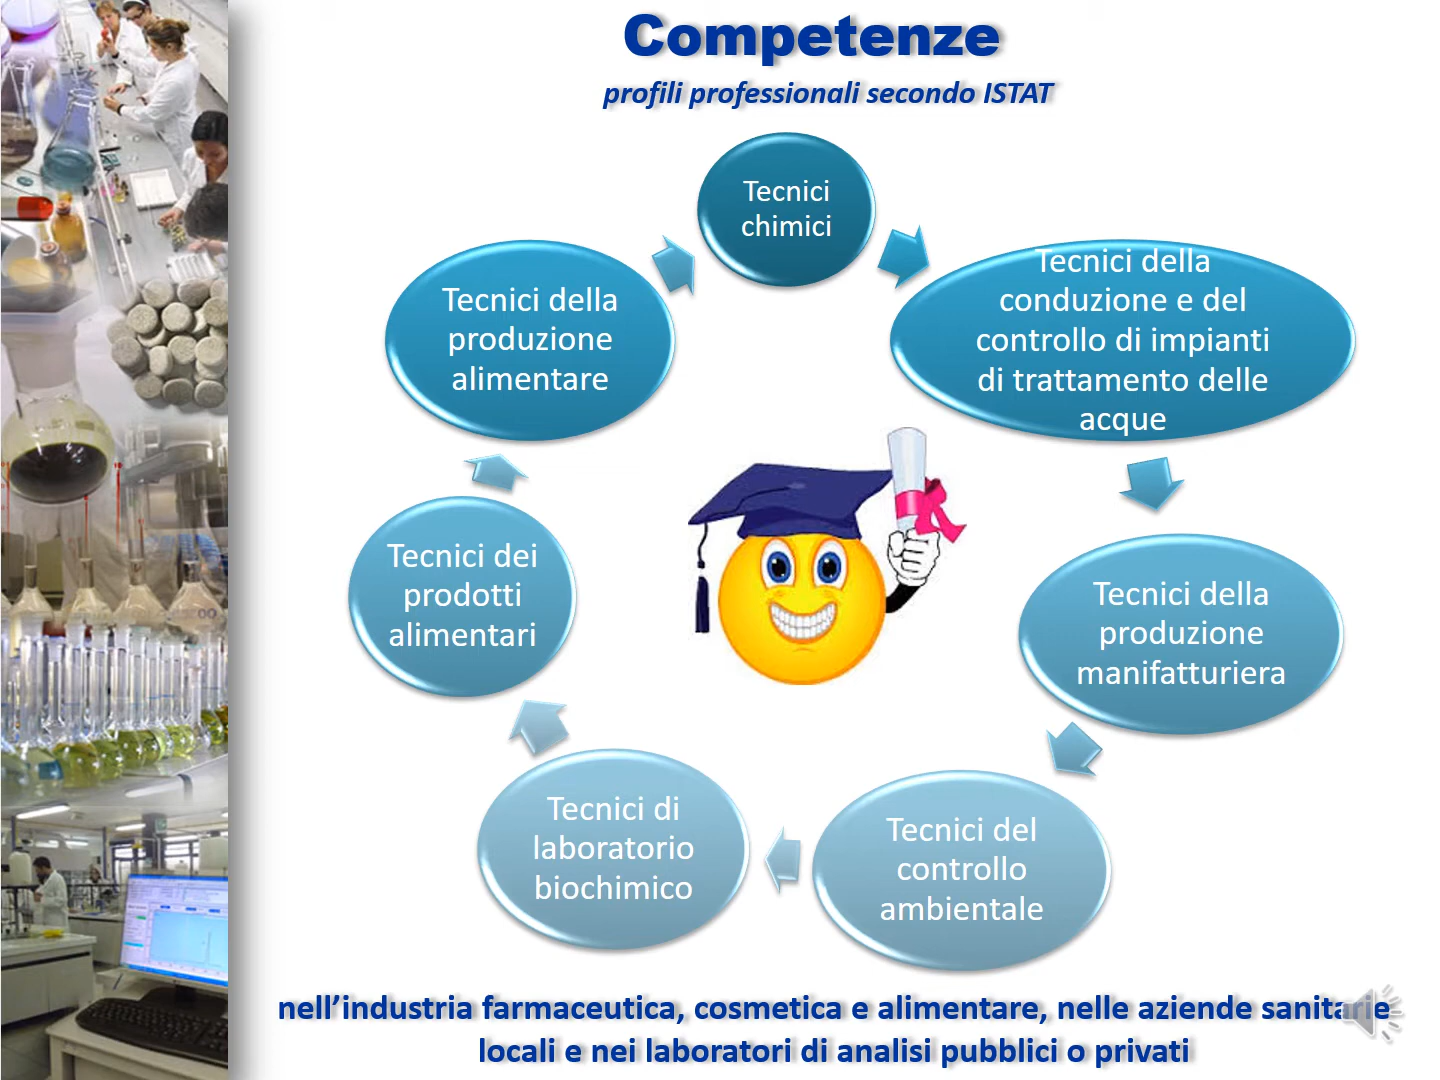 Competenze
profili professionali secondo ISTAT
Tecnici
chimici
Tecnici della
conduzione e del
controllo di impianti
di trattamento delle
acque
Tecnici della
produzione
manifatturiera
Tecnici del
controllo
ambientale
Tecnici di
laboratorio
biochimico
Tecnici dei
prodotti
alimentari
Tecnici della
produzione
alimentare
nell’industria farmaceutica, cosmetica e alimentare, nelle aziende sanitarie
locali e nei laboratori di analisi pubblici o privati